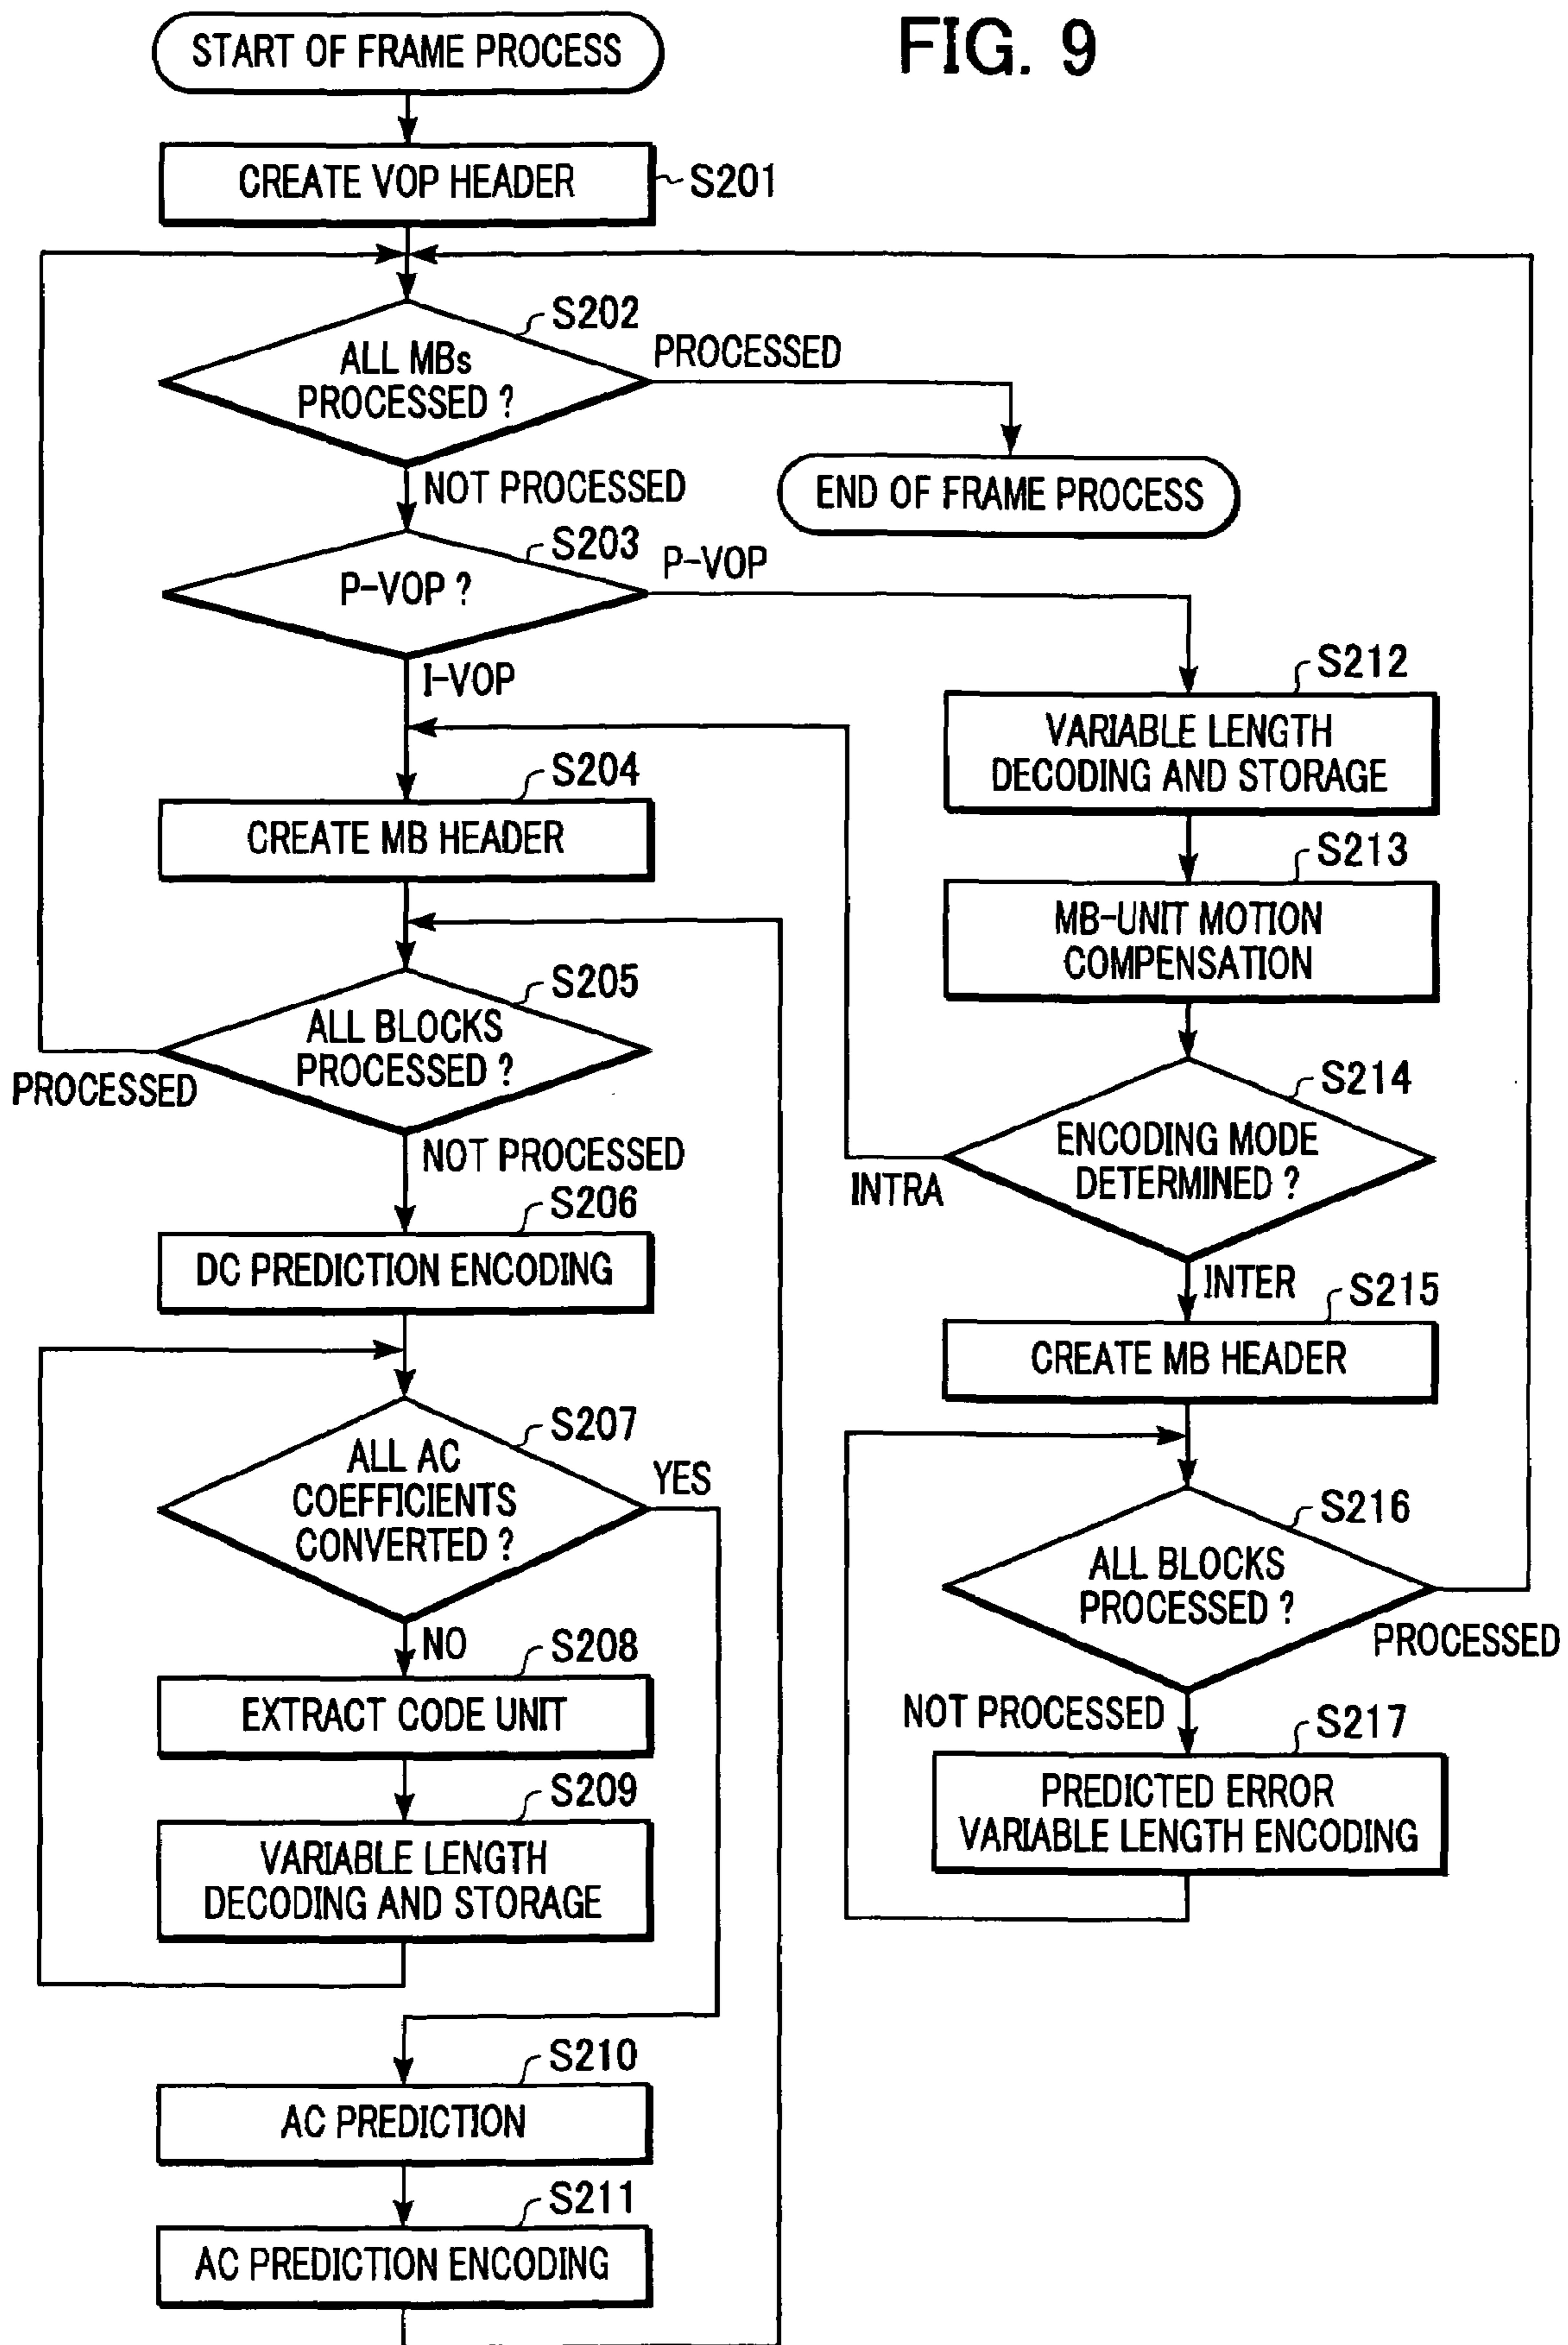 FIG. 9
START OF FRAME PROCESS
CREATE VOP HEADER
S201
S202
ALL MBs
PROCESSED ?
PROCESSED
NOT PROCESSED
END OF FRAME PROCESS
S203
P-VOP ?
P-VOP
I-VOP
S204
CREATE MB HEADER
S205
ALL BLOCKS
PROCESSED ?
PROCESSED
NOT PROCESSED
S206
DC PREDICTION ENCODING
S207
ALL AC
COEFFICIENTS
CONVERTED ?
YES
NO
S208
EXTRACT CODE UNIT
S209
VARIABLE LENGTH
DECODING AND STORAGE
S210
AC PREDICTION
S211
AC PREDICTION ENCODING
S212
VARIABLE LENGTH
DECODING AND STORAGE
S213
MB-UNIT MOTION
COMPENSATION
S214
ENCODING MODE
DETERMINED ?
INTRA
INTER
S215
CREATE MB HEADER
S216
ALL BLOCKS
PROCESSED ?
PROCESSED
NOT PROCESSED
S217
PREDICTED ERROR
VARIABLE LENGTH ENCODING